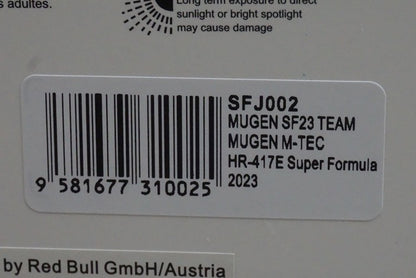 s adultes.
Long term exposure to direct
sunlight or bright spotlight
may cause damage
SFJ002
MUGEN SF23 TEAM
MUGEN M-TEC
HR-417E Super Formula
2023
9 581677 310025
by Red Bull GmbH/Austria